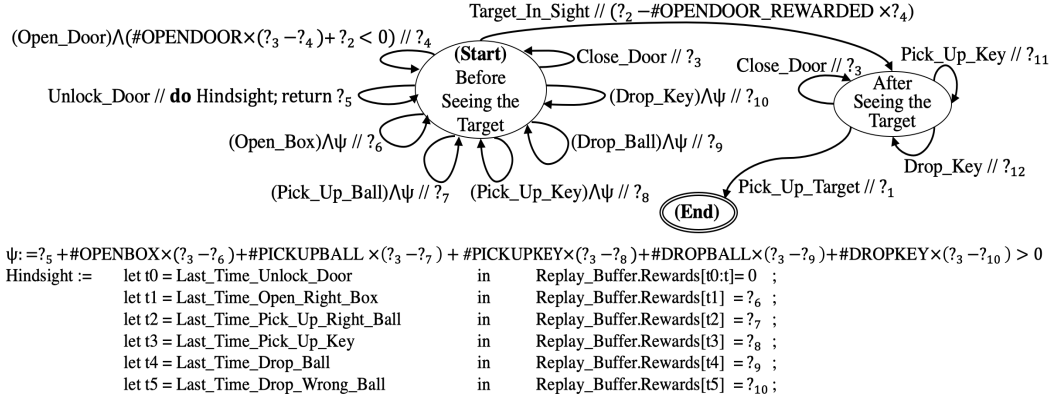 Target_In_Sight // (?₂ −#OPENDOOR_REWARDED ×?₄)
(Open_Door)⋀(#OPENDOOR×(?₃ −?₄)+?₂ < 0) // ?₄
(Start)
Before
Seeing the
Target
Close_Door // ?₃
Unlock_Door // do Hindsight; return ?₅
(Drop_Key)⋀ψ // ?₁₀
(Open_Box)⋀ψ // ?₆
(Drop_Ball)⋀ψ // ?₉
(Pick_Up_Ball)⋀ψ // ?₇
(Pick_Up_Key)⋀ψ // ?₈
Close_Door // ?₃
Pick_Up_Key // ?₁₁
After
Seeing the
Target
Drop_Key // ?₁₂
Pick_Up_Target // ?₁
(End)
ψ: =?₅ +#OPENBOX×(?₃ −?₆)+#PICKUPBALL ×(?₃ −?₇) + #PICKUPKEY×(?₃ −?₈)+#DROPBALL×(?₃ −?₉)+#DROPKEY×(?₃ −?₁₀) > 0
Hindsight := let t0 = Last_Time_Unlock_Door in Replay_Buffer.Rewards[t0:t]= 0 ;
let t1 = Last_Time_Open_Right_Box in Replay_Buffer.Rewards[t1] =?₆ ;
let t2 = Last_Time_Pick_Up_Right_Ball in Replay_Buffer.Rewards[t2] =?₇ ;
let t3 = Last_Time_Pick_Up_Key in Replay_Buffer.Rewards[t3] =?₈ ;
let t4 = Last_Time_Drop_Ball in Replay_Buffer.Rewards[t4] =?₉ ;
let t5 = Last_Time_Drop_Wrong_Ball in Replay_Buffer.Rewards[t5] =?₁₀ ;